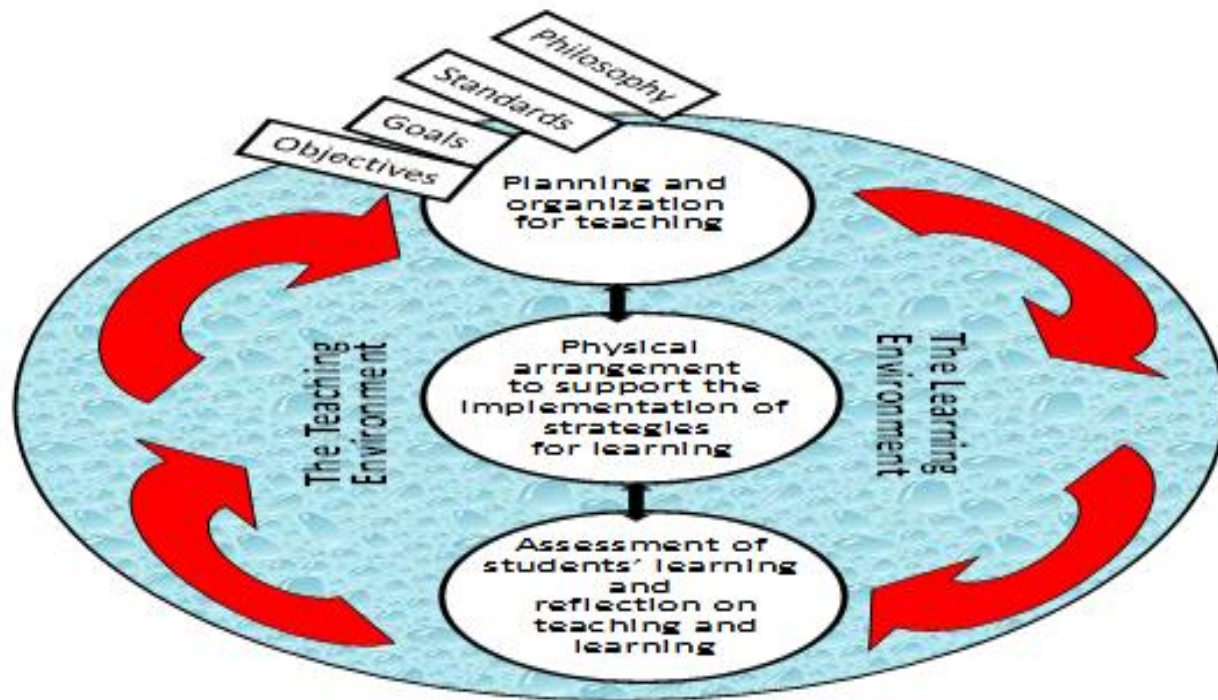 Philosophy
Standards
Goals
Objectives
Planning and
organization
for teaching
The Teaching
Environment
Physical
arrangement
to support the
implementation of
strategies
for learning
The Learning
Environment
Assessment of
students' learning
and
reflection on
teaching and
learning